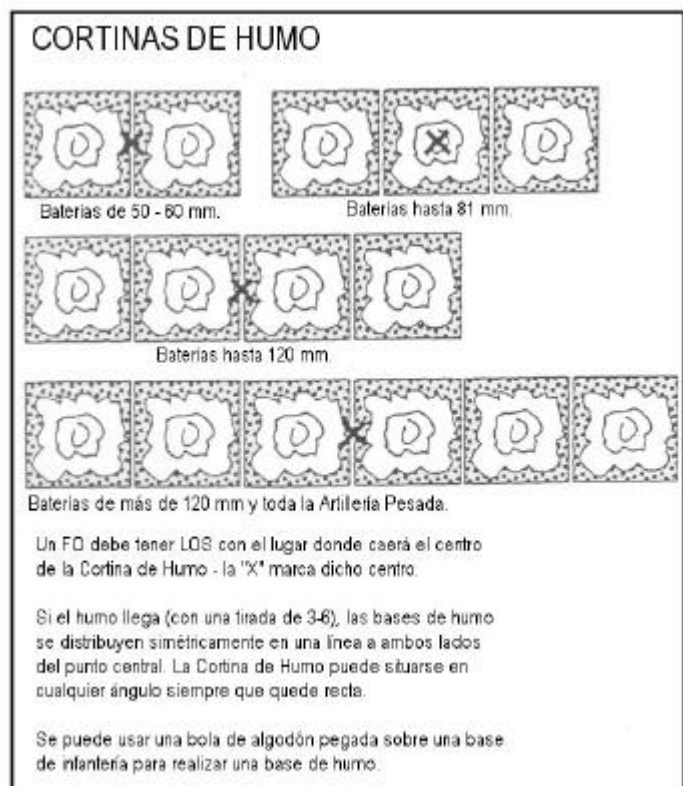 CORTINAS DE HUMO
Baterias de 50 - 60 mm.
Baterias hasta 81 mm.
Baterias hasta 120 mm.
Baterías de más de 120 mm y toda la Artillería Pesada.
Un FO debe tener LOS con el lugar donde caerá el centro
de la Cortina de Humo - la "X" marca dicho centro.
Si el humo llega (con una tirada de 3-6), las bases de humo
se distribuyen simétricamente en una línea a ambos lados
del punto central. La Cortina de Humo puede situarse en
cualquier ángulo siempre que quede recta.
Se puede usar una bola de algodón pegada sobre una base
de infantería para realizar una base de humo.